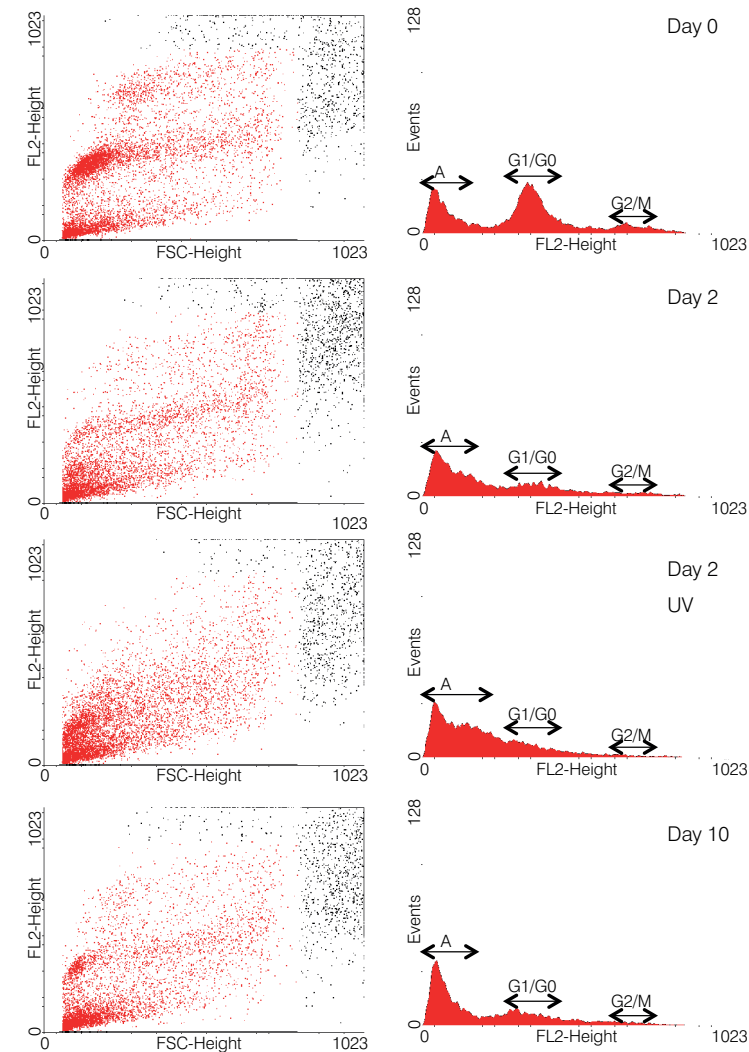 1023
FL2-Height
0
0
FSC-Height
1023
128
Events
0
Day 0
A
G1/G0
G2/M
0
FL2-Height
1023
1023
FL2-Height
0
0
FSC-Height
1023
128
Events
0
Day 2
A
G1/G0
G2/M
0
FL2-Height
1023
1023
FL2-Height
0
0
FSC-Height
1023
128
Events
0
Day 2
UV
A
G1/G0
G2/M
0
FL2-Height
1023
1023
FL2-Height
0
0
FSC-Height
1023
128
Events
0
Day 10
A
G1/G0
G2/M
0
FL2-Height
1023